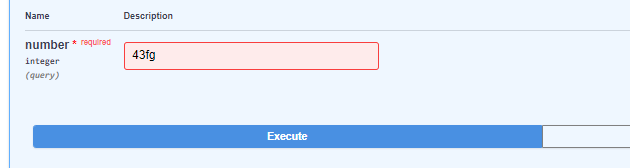 Name Description
number * required
integer
(query)
43fg
Execute